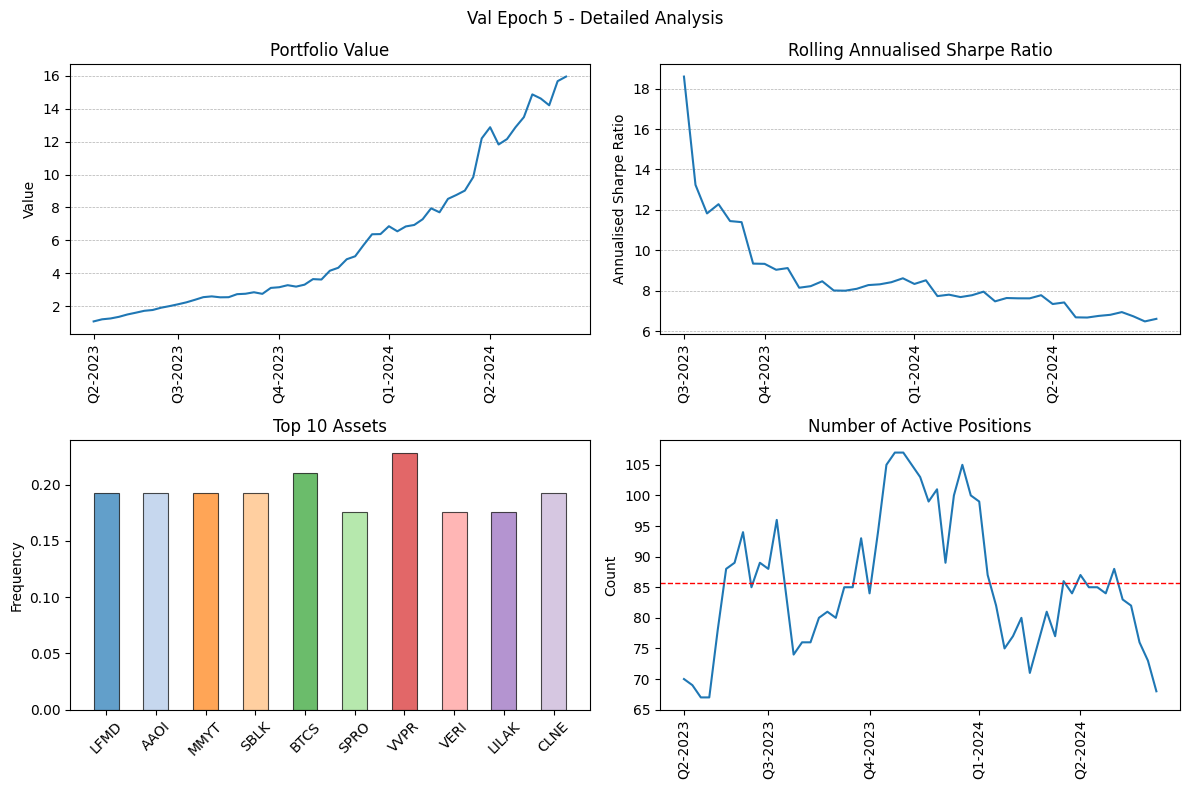 Val Epoch 5 - Detailed Analysis
Portfolio Value
Value
16
14
12
10
8
6
4
2
Q2-2023
Q3-2023
Q4-2023
Q1-2024
Q2-2024
Rolling Annualised Sharpe Ratio
Annualised Sharpe Ratio
18
16
14
12
10
8
6
Q3-2023
Q4-2023
Q1-2024
Q2-2024
Top 10 Assets
Frequency
0.20
0.15
0.10
0.05
0.00
LFMD
AAOI
MMYT
SBLK
BTCS
SPRO
VVPR
VERI
LILAK
CLNE
Number of Active Positions
Count
105
100
95
90
85
80
75
70
65
Q2-2023
Q3-2023
Q4-2023
Q1-2024
Q2-2024